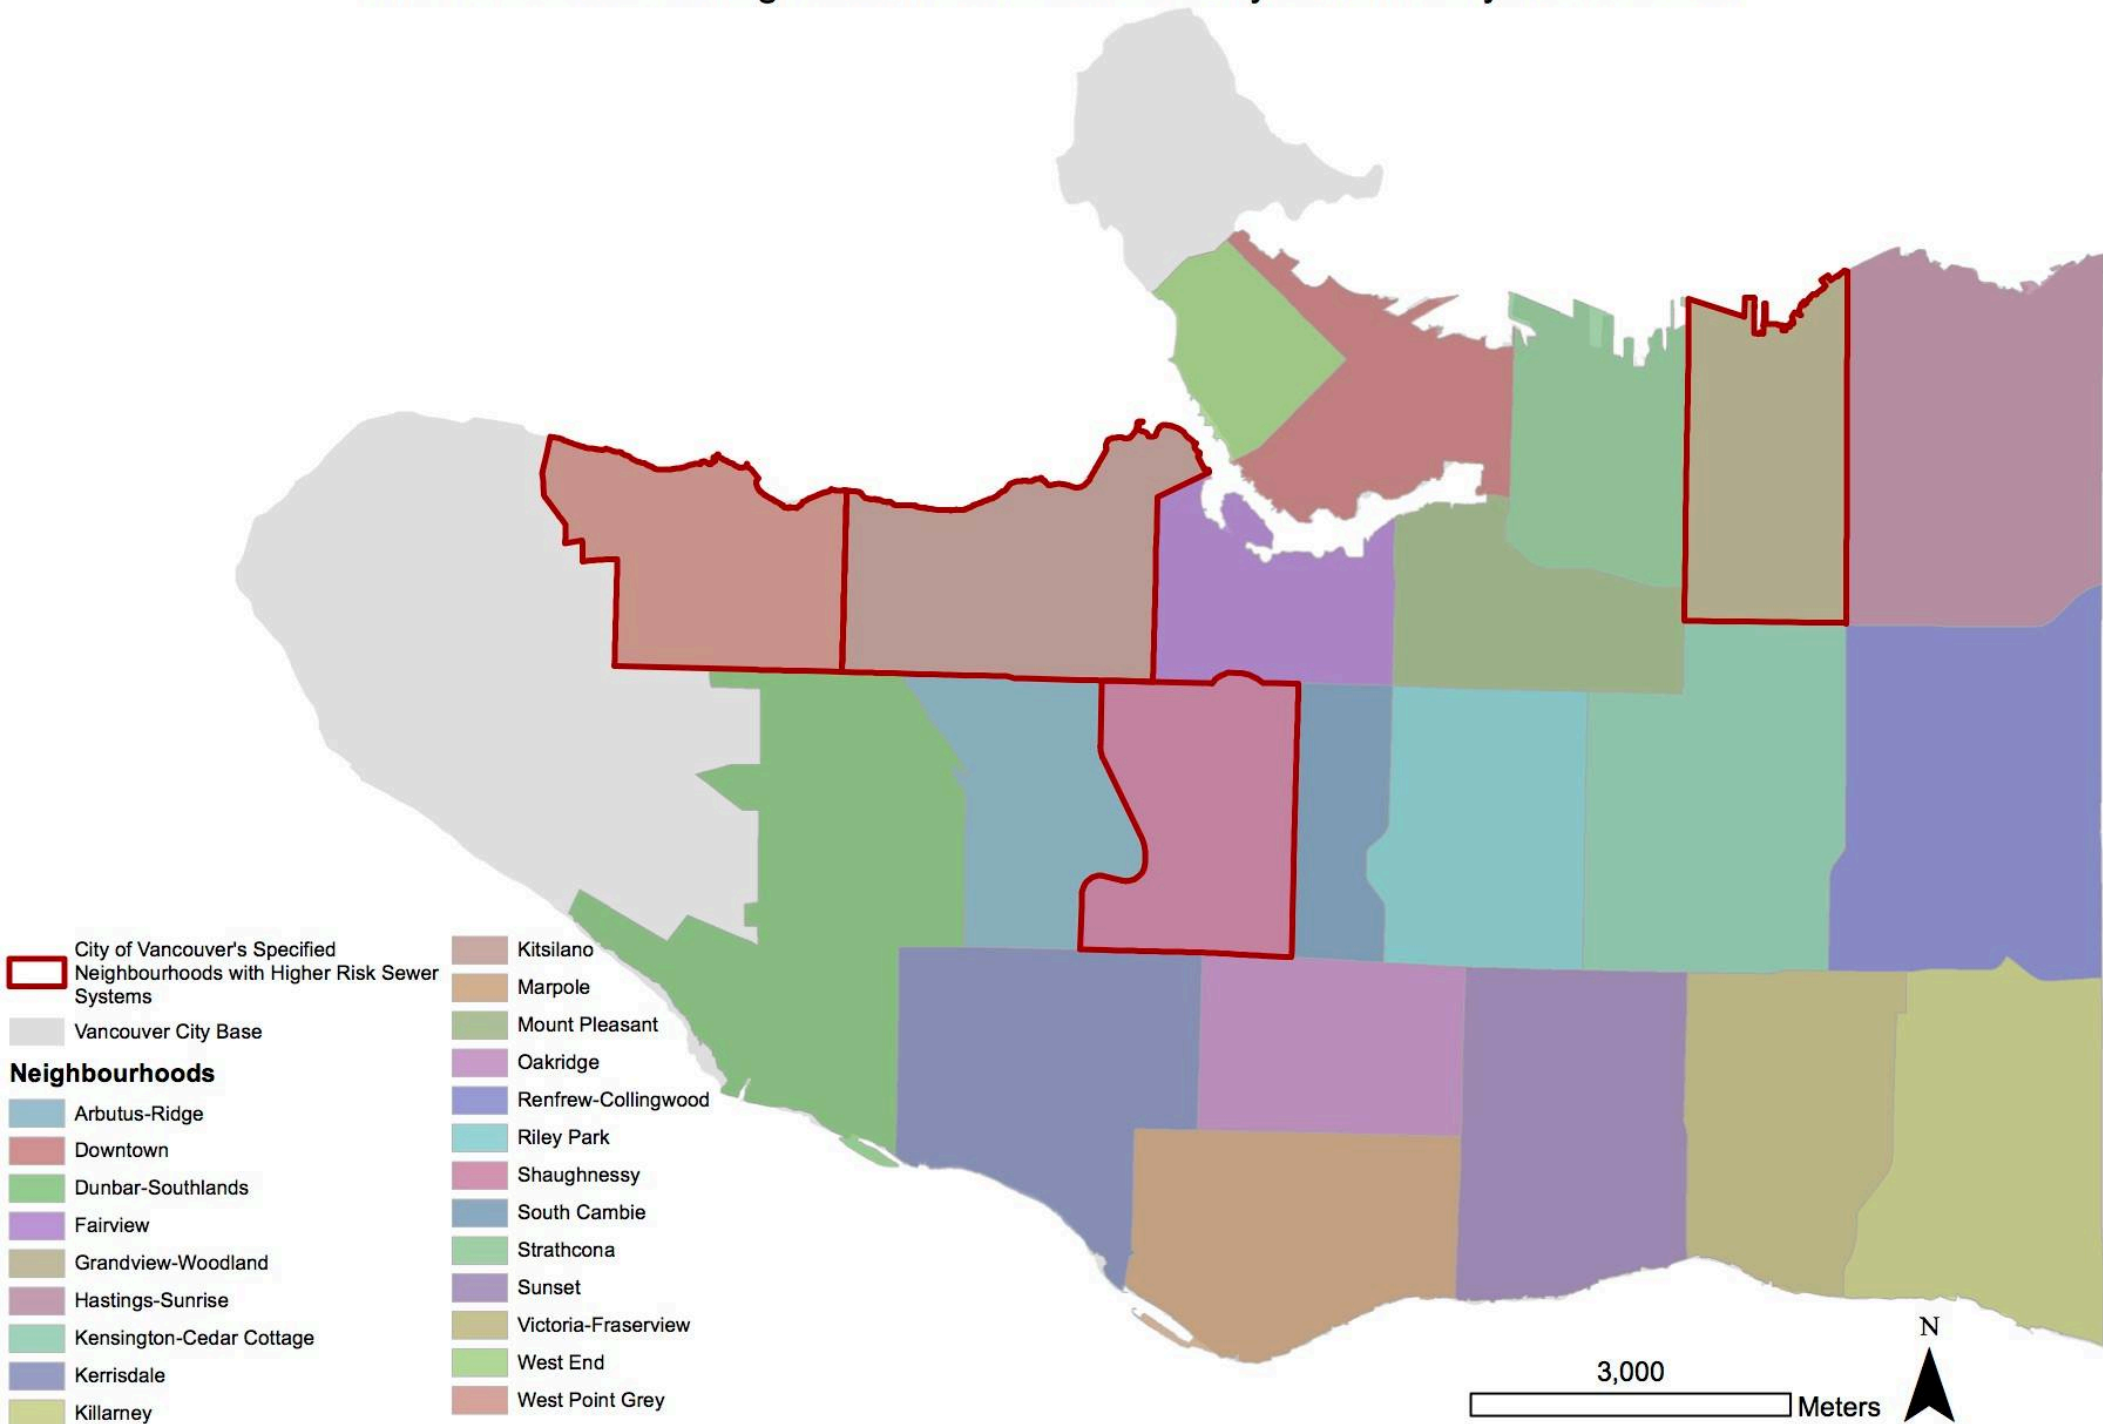 City of Vancouver's Specified
Neighbourhoods with Higher Risk Sewer
Systems
Vancouver City Base
Neighbourhoods
Arbutus-Ridge
Downtown
Dunbar-Southlands
Fairview
Grandview-Woodland
Hastings-Sunrise
Kensington-Cedar Cottage
Kerrisdale
Killarney
Kitsilano
Marpole
Mount Pleasant
Oakridge
Renfrew-Collingwood
Riley Park
Shaughnessy
South Cambie
Strathcona
Sunset
Victoria-Fraserview
West End
West Point Grey
3,000
Meters
N